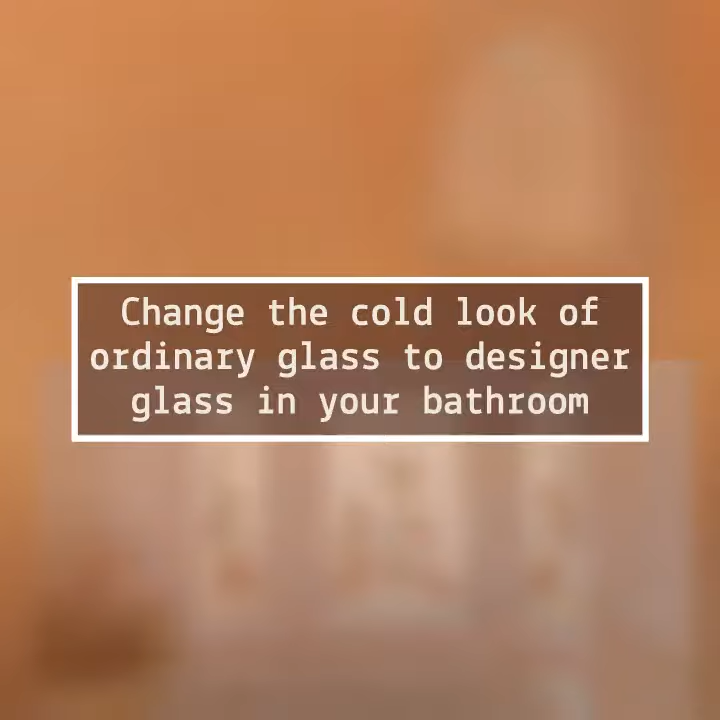 Change the cold look of
ordinary glass to designer
glass in your bathroom